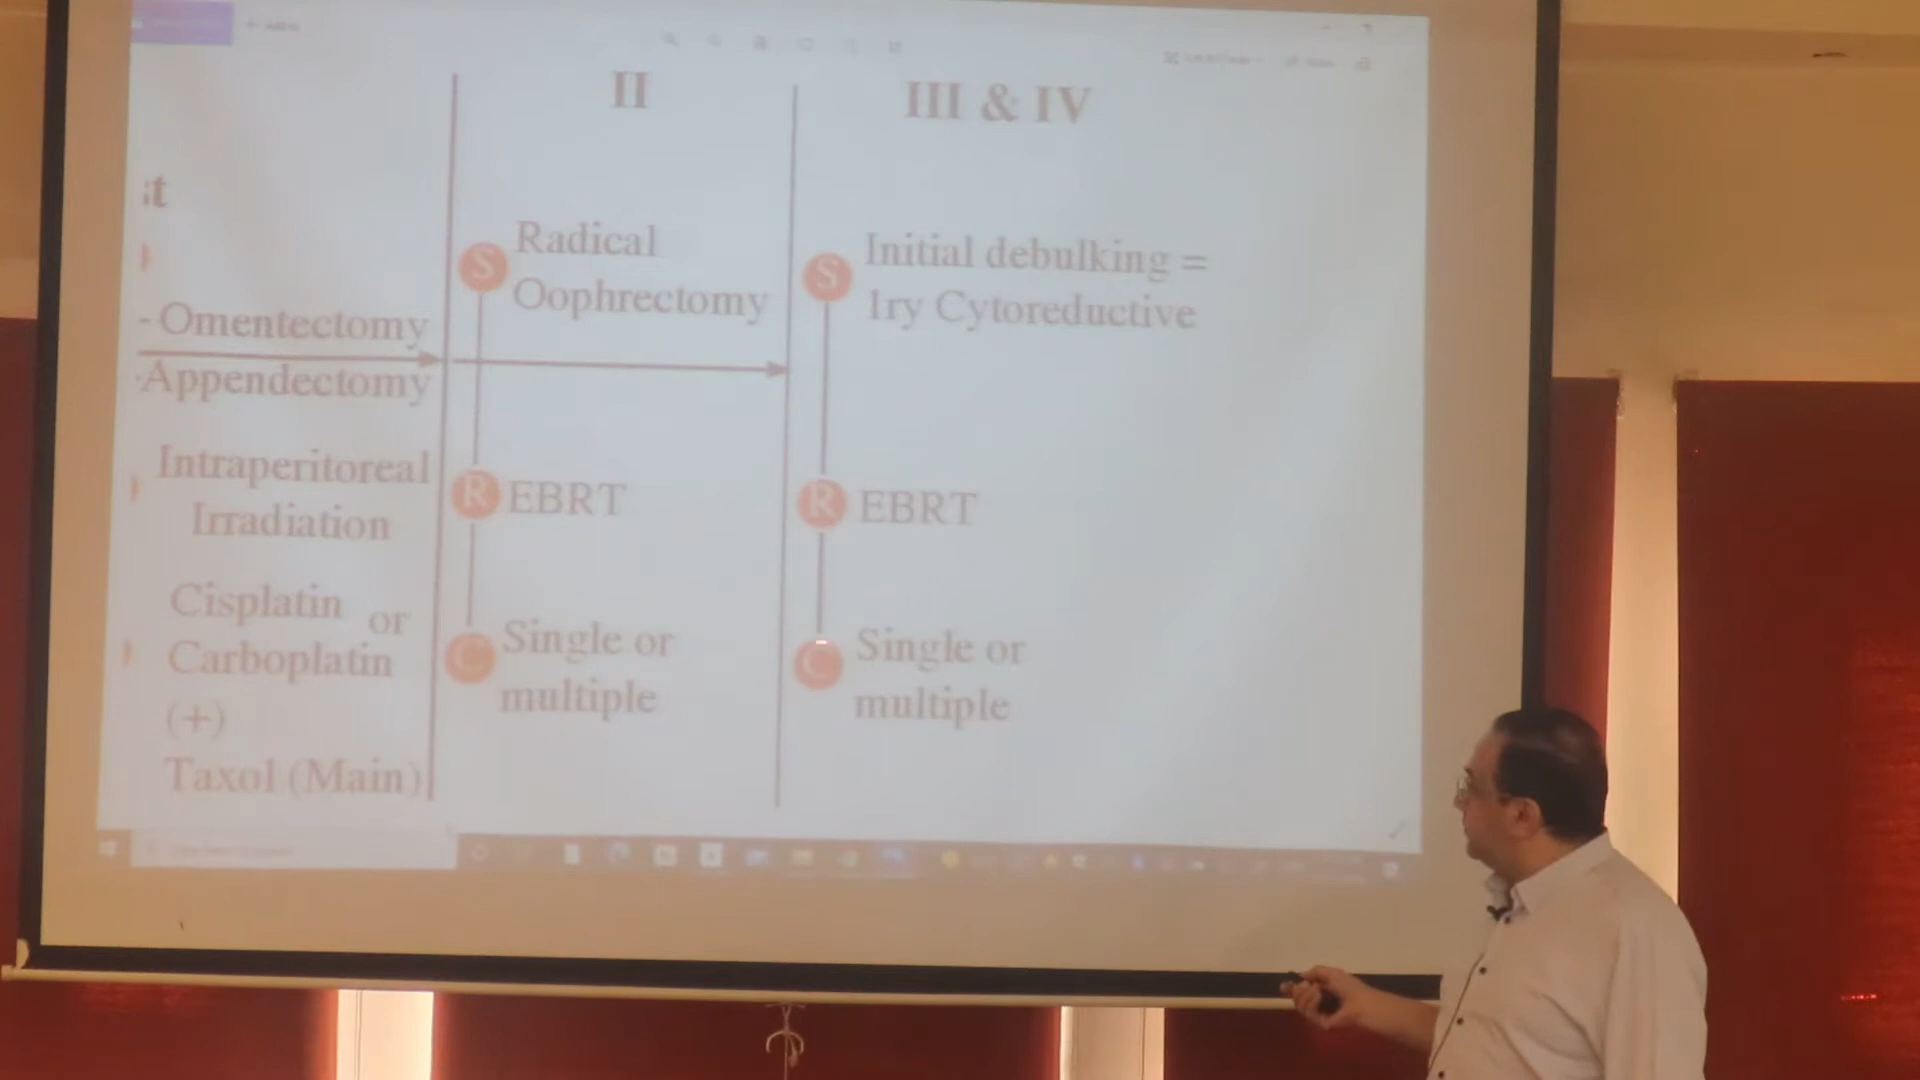 II
III & IV
- Omentectomy
Appendectomy
Intraperitoreal
Irradiation
Cisplatin or
Carboplatin
(+)
Taxol (Main)
S Radical
Oophrectomy
R EBRT
C Single or
multiple
S Initial debulking =
1ry Cytoreductive
R EBRT
C Single or
multiple